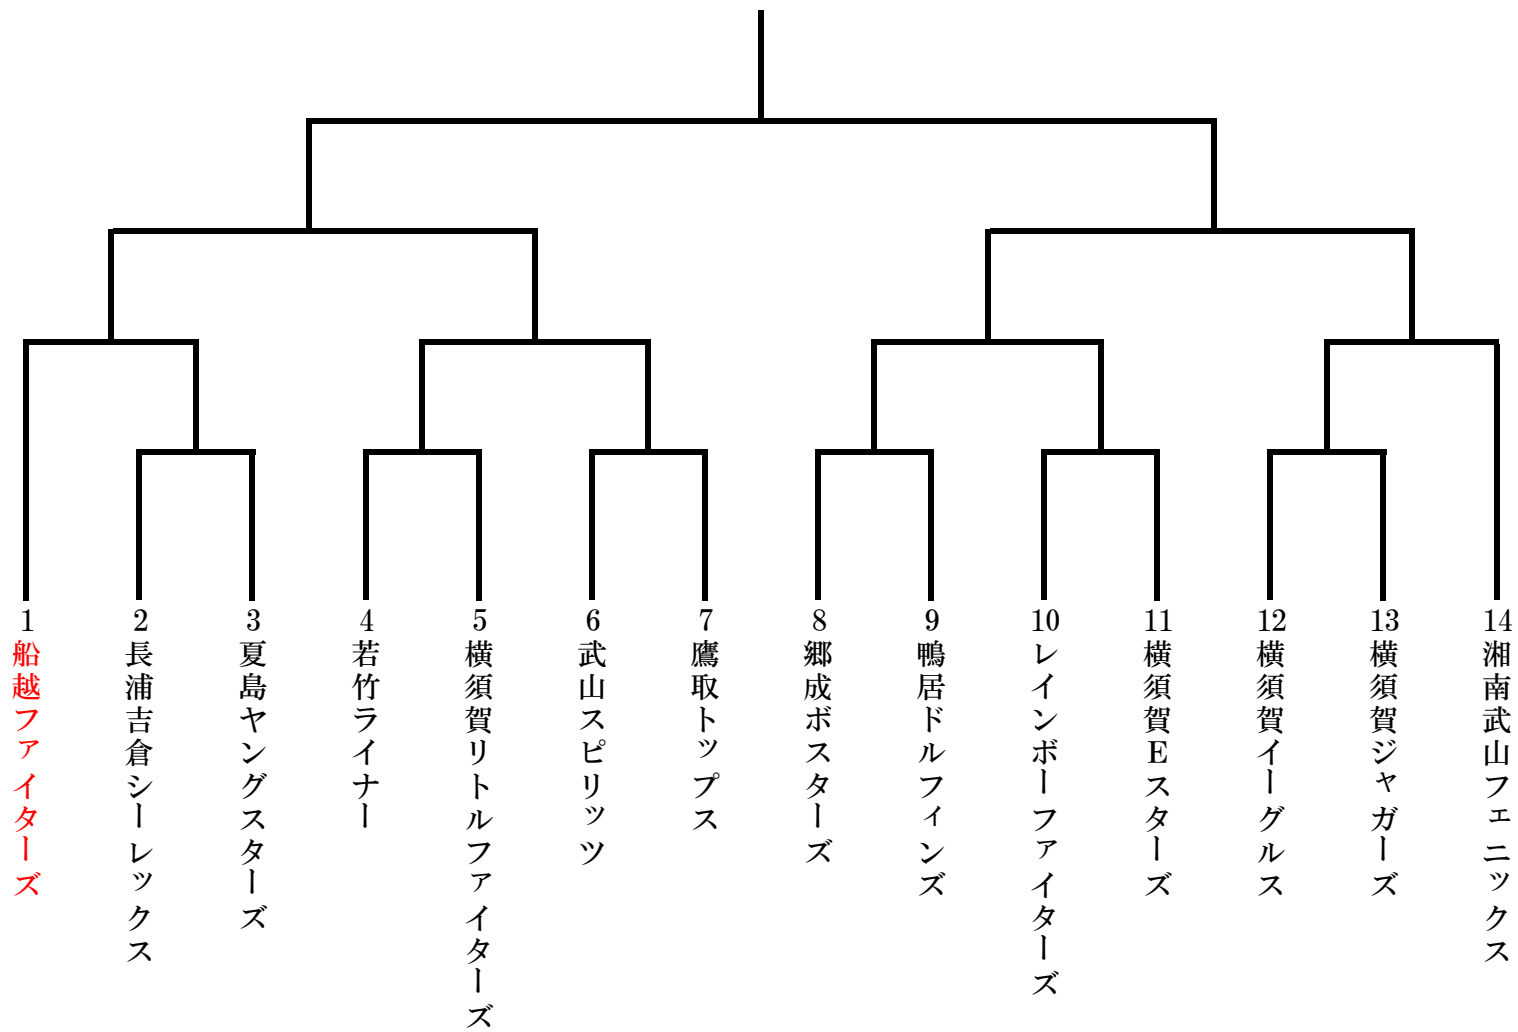 1 船越ファイターズ
2 長浦吉倉シーレックス
3 夏島ヤングスターズ
4 若竹ライナー
5 横須賀リトルファイターズ
6 武山スピリッツ
7 鷹取トップス
8 郷成ボスターズ
9 鴨居ドルフィンズ
10 レインボーファイターズ
11 横須賀Eスターズ
12 横須賀イーグルス
13 横須賀ジャガーズ
14 湘南武山フェニックス